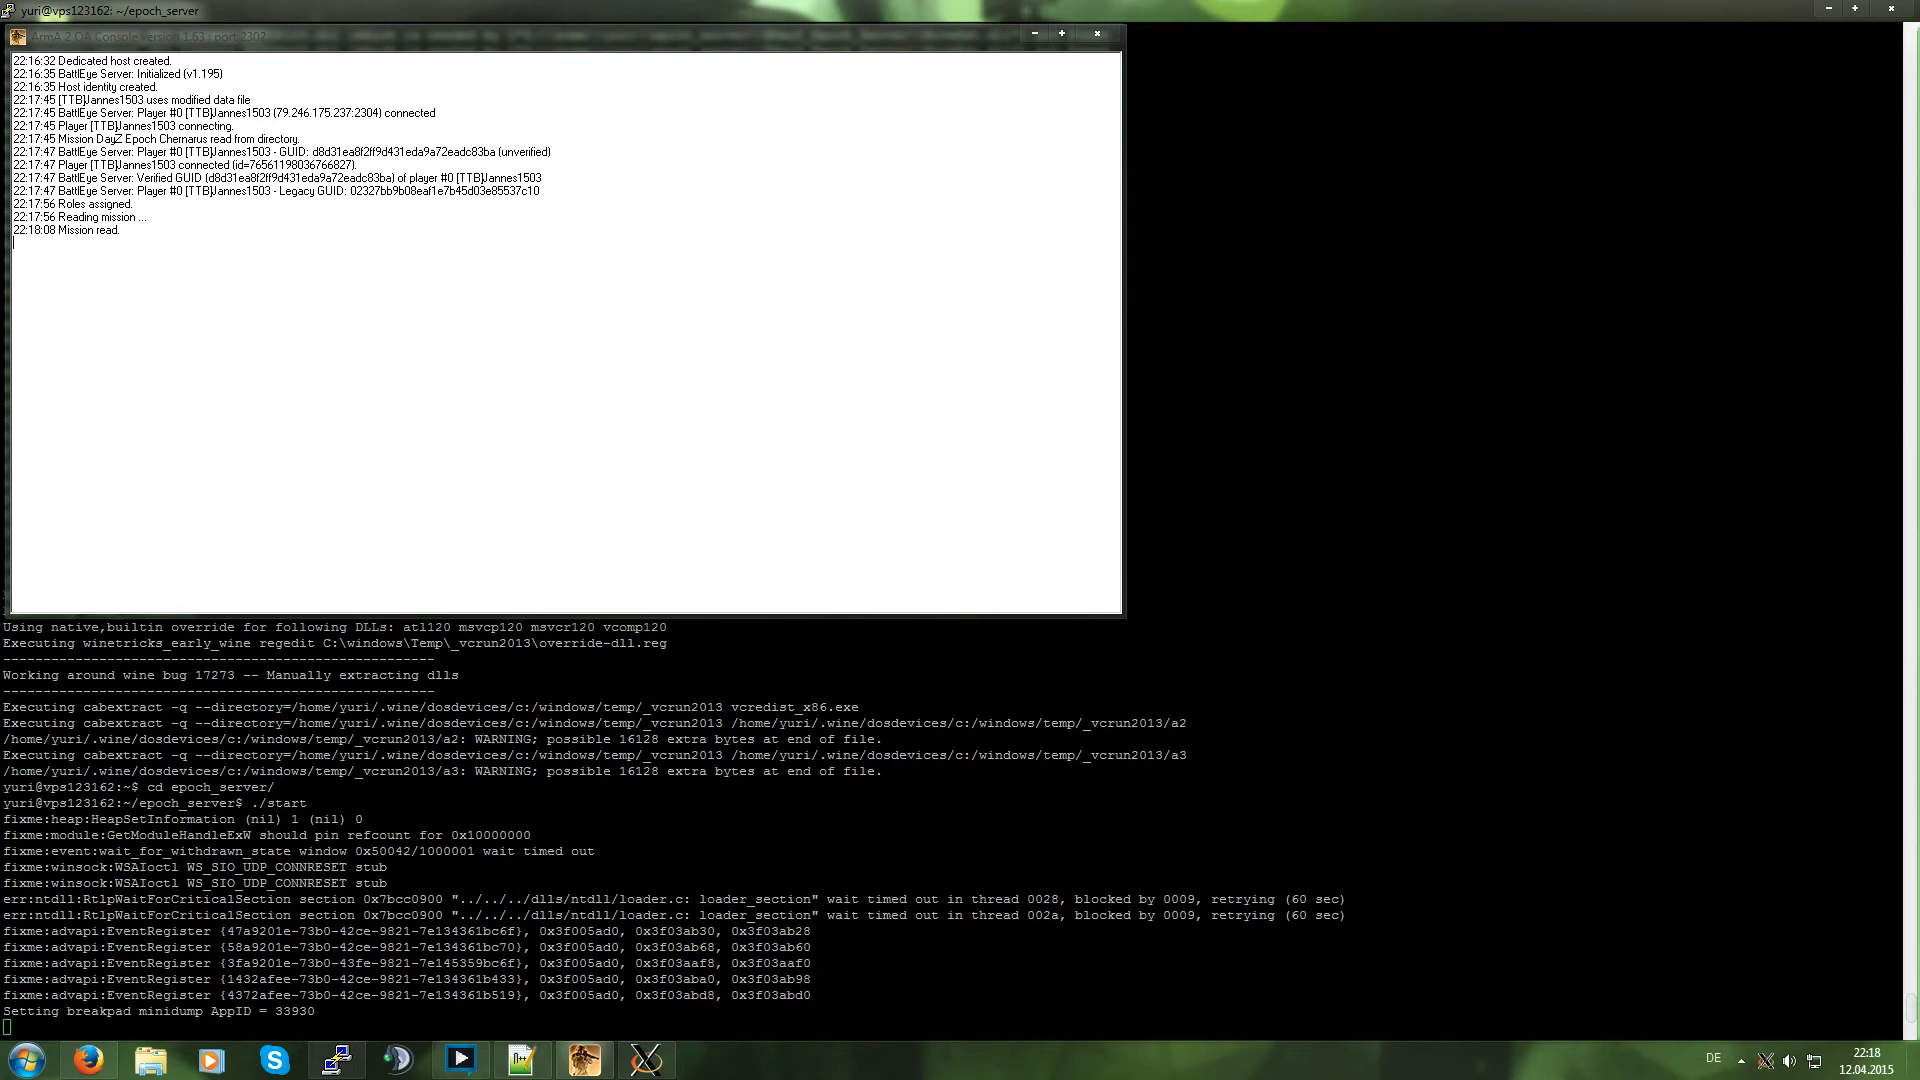 yuri@vps123162: ~/epoch_server
ArmA 2 OA Console version 1.63 : port 2302
22:16:32 Dedicated host created.
22:16:35 BattlEye Server: Initialized (v1.195)
22:16:35 Host identity created.
22:17:45 [TTB]Jannes1503 uses modified data file
22:17:45 BattlEye Server: Player #0 [TTB]Jannes1503 (79.246.175.237:2304) connected
22:17:45 Player [TTB]Jannes1503 connecting.
22:17:45 Mission DayZ Epoch Chernarus read from directory.
22:17:47 BattlEye Server: Player #0 [TTB]Jannes1503 - GUID: d8d31ea8f2ff9d431eda9a72eadc83ba (unverified)
22:17:47 Player [TTB]Jannes1503 connected (id=76561198036766827).
22:17:47 BattlEye Server: Verified GUID (d8d31ea8f2ff9d431eda9a72eadc83ba) of player #0 [TTB]Jannes1503
22:17:47 BattlEye Server: Player #0 [TTB]Jannes1503 - Legacy GUID: 02327bb9b08eaf1e7b45d03e85537c10
22:17:56 Roles assigned.
22:17:56 Reading mission ...
22:18:08 Mission read.
Using native,builtin override for following DLLs: atl120 msvcp120 msvcr120 vcomp120
Executing winetricks_early_wine regedit C:\windows\Temp\_vcrun2013\override-dll.reg
------------------------------------------------------
Working around wine bug 17273 -- Manually extracting dlls
------------------------------------------------------
Executing cabextract -q --directory=/home/yuri/.wine/dosdevices/c:/windows/temp/_vcrun2013 vcredist_x86.exe
Executing cabextract -q --directory=/home/yuri/.wine/dosdevices/c:/windows/temp/_vcrun2013 /home/yuri/.wine/dosdevices/c:/windows/temp/_vcrun2013/a2
/home/yuri/.wine/dosdevices/c:/windows/temp/_vcrun2013/a2: WARNING; possible 16128 extra bytes at end of file.
Executing cabextract -q --directory=/home/yuri/.wine/dosdevices/c:/windows/temp/_vcrun2013 /home/yuri/.wine/dosdevices/c:/windows/temp/_vcrun2013/a3
/home/yuri/.wine/dosdevices/c:/windows/temp/_vcrun2013/a3: WARNING; possible 16128 extra bytes at end of file.
yuri@vps123162:~$ cd epoch_server/
yuri@vps123162:~/epoch_server$ ./start
fixme:heap:HeapSetInformation (nil) 1 (nil) 0
fixme:module:GetModuleHandleExW should pin refcount for 0x10000000
fixme:event:wait_for_withdrawn_state window 0x50042/1000001 wait timed out
fixme:winsock:WSAIoctl WS_SIO_UDP_CONNRESET stub
fixme:winsock:WSAIoctl WS_SIO_UDP_CONNRESET stub
err:ntdll:RtlpWaitForCriticalSection section 0x7bcc0900 "../../../dlls/ntdll/loader.c: loader_section" wait timed out in thread 0028, blocked by 0009, retrying (60 sec)
err:ntdll:RtlpWaitForCriticalSection section 0x7bcc0900 "../../../dlls/ntdll/loader.c: loader_section" wait timed out in thread 002a, blocked by 0009, retrying (60 sec)
fixme:advapi:EventRegister {47a9201e-73b0-42ce-9821-7e134361bc6f}, 0x3f005ad0, 0x3f03ab30, 0x3f03ab28
fixme:advapi:EventRegister {58a9201e-73b0-42ce-9821-7e134361bc70}, 0x3f005ad0, 0x3f03ab68, 0x3f03ab60
fixme:advapi:EventRegister {3fa9201e-73b0-43fe-9821-7e145359bc6f}, 0x3f005ad0, 0x3f03aaf8, 0x3f03aaf0
fixme:advapi:EventRegister {1432afee-73b0-42ce-9821-7e134361b433}, 0x3f005ad0, 0x3f03aba0, 0x3f03ab98
fixme:advapi:EventRegister {4372afee-73b0-42ce-9821-7e134361b519}, 0x3f005ad0, 0x3f03abd8, 0x3f03abd0
Setting breakpad minidump AppID = 33930
DE
22:18
12.04.2015